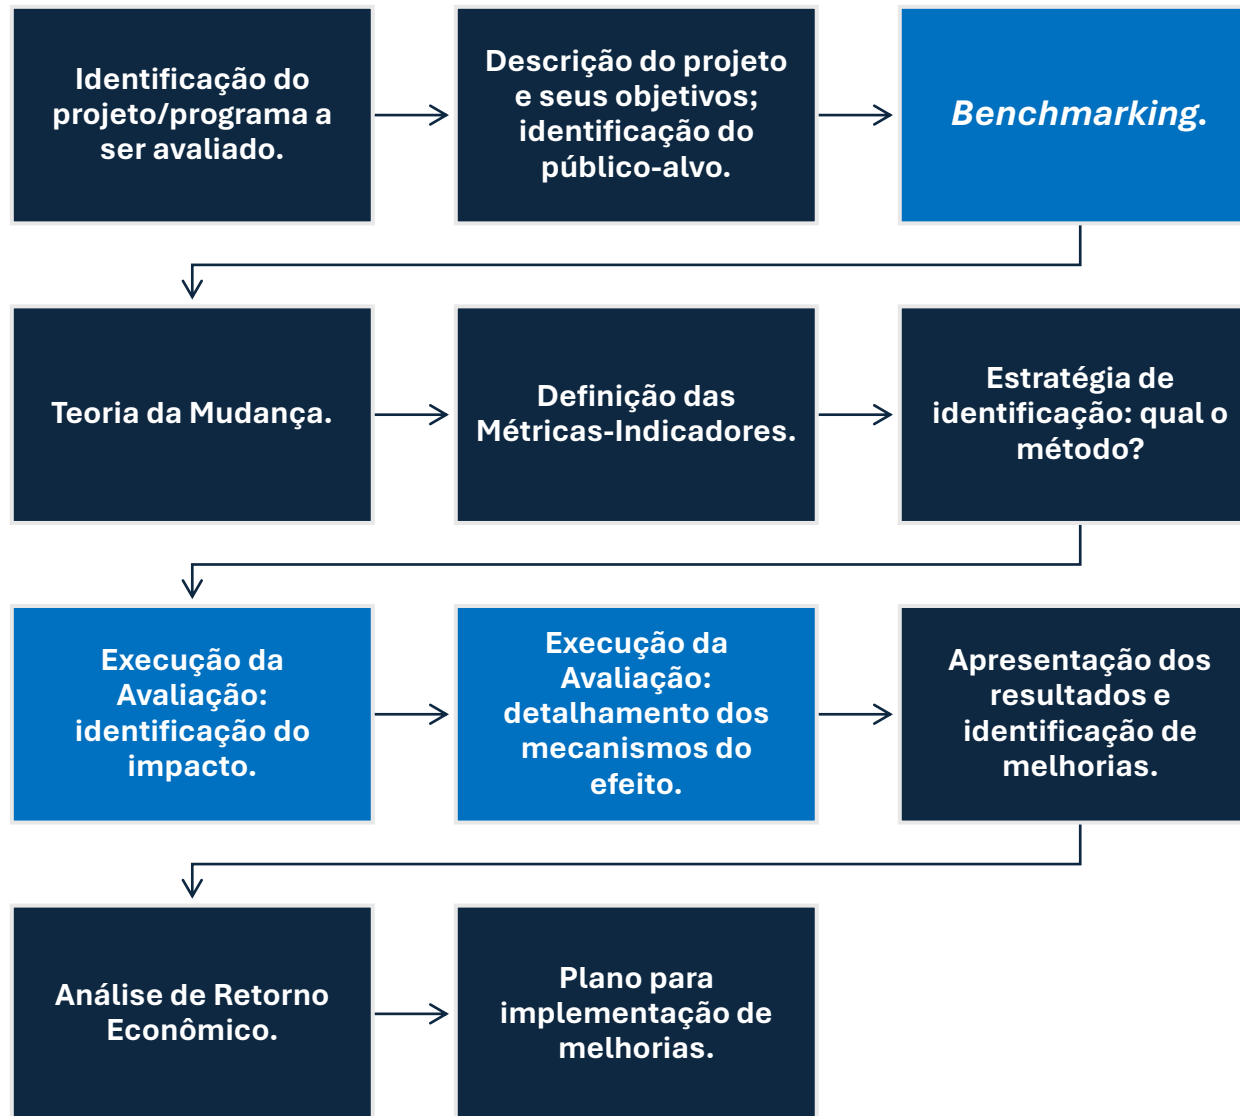 Identificação do
projeto/programa a
ser avaliado.
Descrição do projeto
e seus objetivos;
identificação do
público-alvo.
Benchmarking.
Teoria da Mudança.
Definição das
Métricas-Indicadores.
Estratégia de
identificação: qual o
método?
Execução da
Avaliação:
identificação do
impacto.
Execução da
Avaliação:
detalhamento dos
mecanismos do
efeito.
Apresentação dos
resultados e
identificação de
melhorias.
Análise de Retorno
Econômico.
Plano para
implementação de
melhorias.